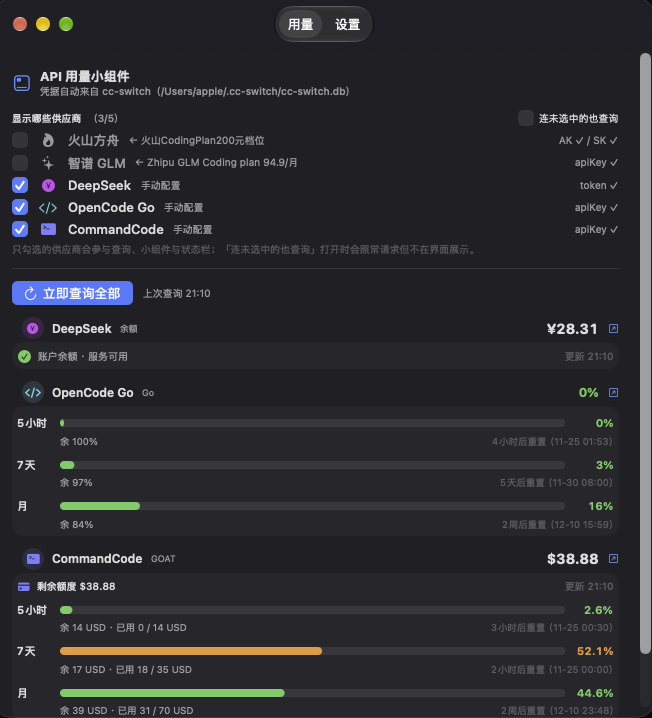 用量 设置
API 用量小组件
凭据自动来自 cc-switch（/Users/apple/.cc-switch/cc-switch.db）
显示哪些供应商 （3/5） 连未选中的也查询
火山方舟 ← 火山CodingPlan200元档位 AK ✓ / SK ✓
智谱 GLM ← Zhipu GLM Coding plan 94.9/月 apiKey ✓
DeepSeek 手动配置 token ✓
OpenCode Go 手动配置 apiKey ✓
CommandCode 手动配置 apiKey ✓
只勾选的供应商会参与查询、小组件与状态栏；「连未选中的也查询」打开时会照常请求但不在界面展示。
立即查询全部 上次查询 21:10
DeepSeek 余额 ¥28.31
账户余额 · 服务可用 更新 21:10
OpenCode Go Go 0%
5 小时 0%
余 100% 4小时后重置 (11-25 01:53)
7 天 3%
余 97% 5天后重置 (11-30 08:00)
月 16%
余 84% 2周后重置 (12-10 15:59)
CommandCode GOAT $38.88
剩余额度 $38.88 更新 21:10
5 小时 2.6%
余 14 USD · 已用 0 / 14 USD 3小时后重置 (11-25 00:30)
7 天 52.1%
余 17 USD · 已用 18 / 35 USD 2小时后重置 (11-25 00:00)
月 44.6%
余 39 USD · 已用 31 / 70 USD 2周后重置 (12-10 23:48)